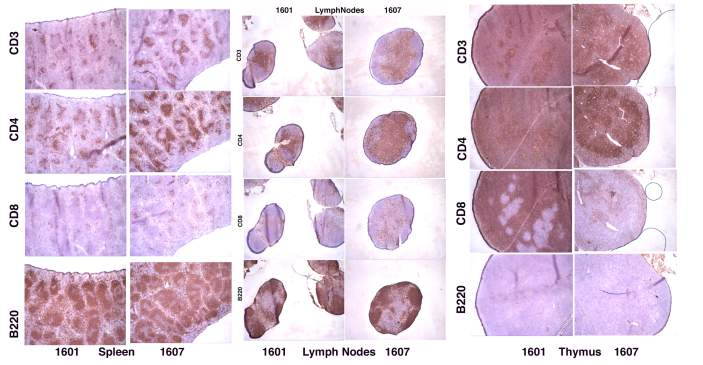 1601 LymphNodes 1607
CD3
CD4
CD8
B220
CD3
CD4
CD8
B220
CD3
CD4
CD8
B220
1601 Spleen 1607
1601 Lymph Nodes 1607
1601 Thymus 1607